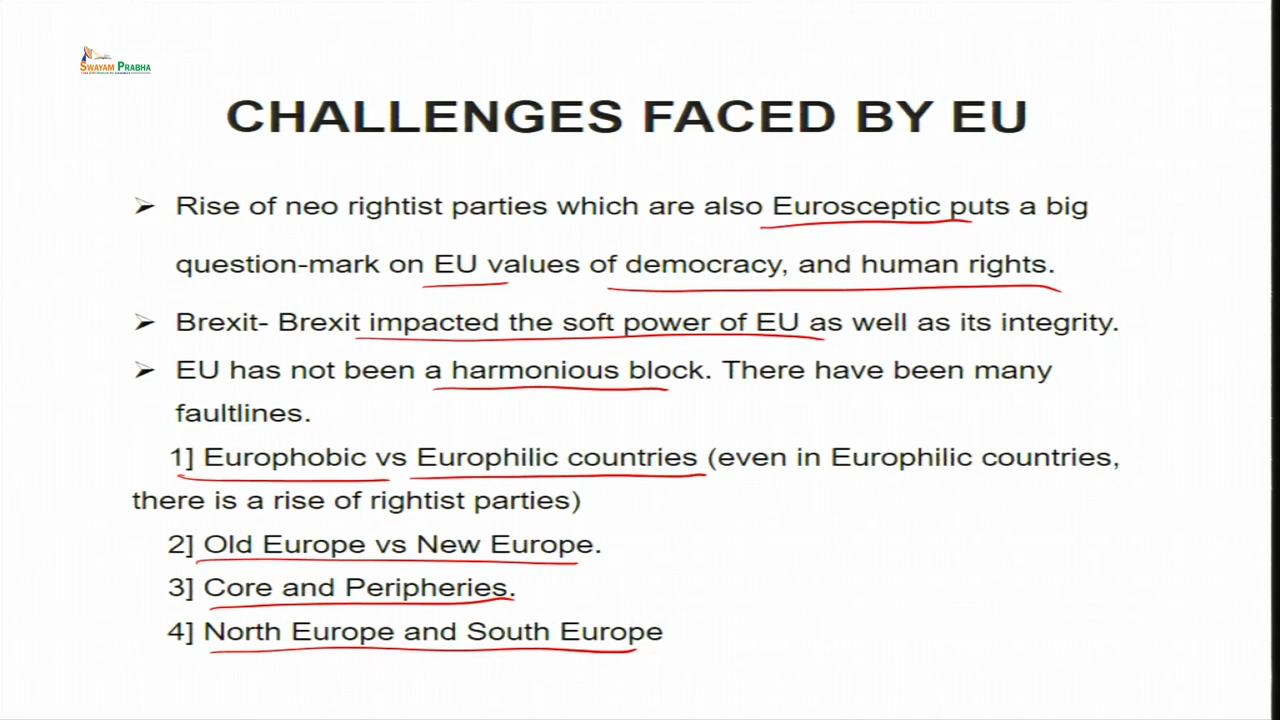 SWAYAM PRABHA
CHALLENGES FACED BY EU
➢ Rise of neo rightist parties which are also Eurosceptic puts a big
question-mark on EU values of democracy, and human rights.
➢ Brexit- Brexit impacted the soft power of EU as well as its integrity.
➢ EU has not been a harmonious block. There have been many
faultlines.
1] Europhobic vs Europhilic countries (even in Europhilic countries,
there is a rise of rightist parties)
2] Old Europe vs New Europe.
3] Core and Peripheries.
4] North Europe and South Europe